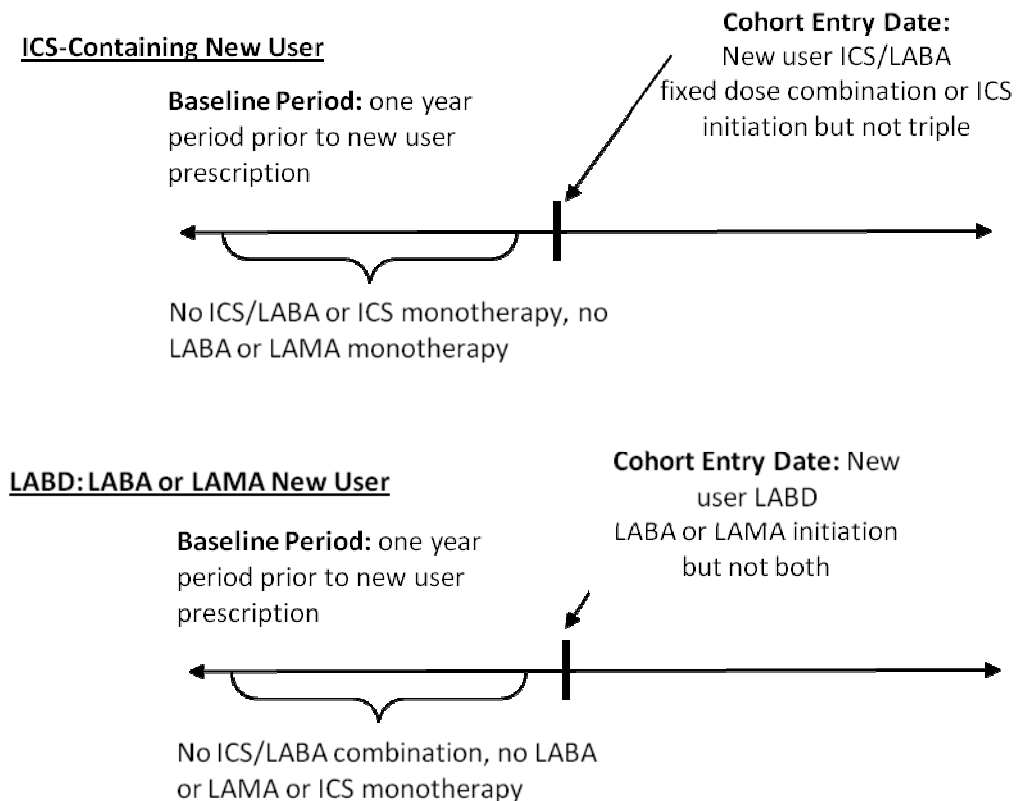 ICS-Containing New User
Cohort Entry Date:
New user ICS/LABA
fixed dose combination or ICS
initiation but not triple
Baseline Period: one year
period prior to new user
prescription
No ICS/LABA or ICS monotherapy, no
LABA or LAMA monotherapy
LABD: LABA or LAMA New User
Cohort Entry Date: New
user LABD
LABA or LAMA initiation
but not both
Baseline Period: one year
period prior to new user
prescription
No ICS/LABA combination, no LABA
or LAMA or ICS monotherapy